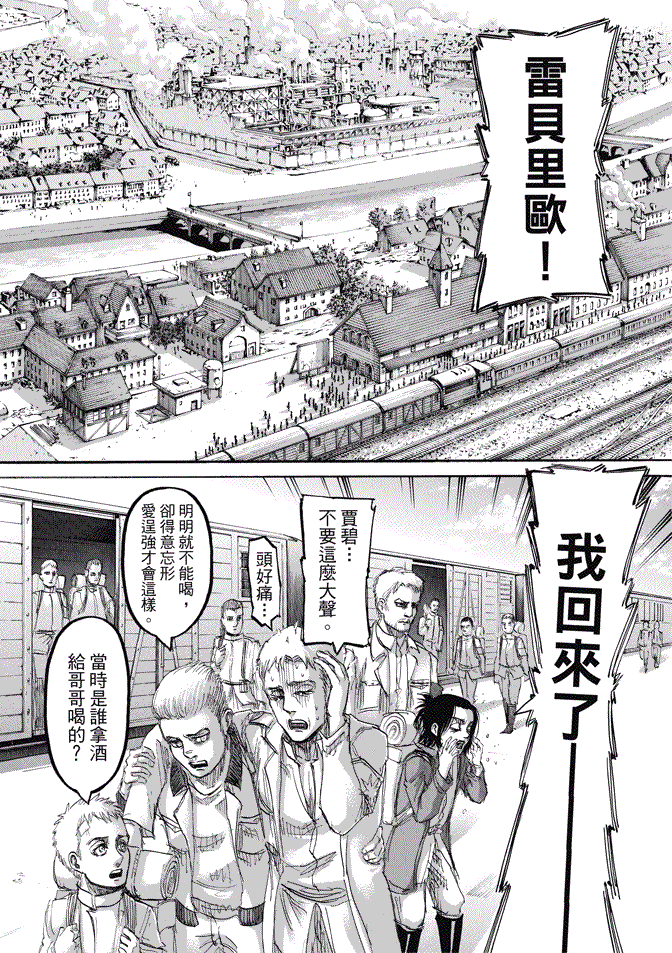 雷貝里歐！
我回來了——
賈碧…
不要這麼大聲。
頭好痛…
明明就不能喝，
卻得意忘形
愛逞強才會這樣。
當時是誰拿酒
給哥哥喝的？